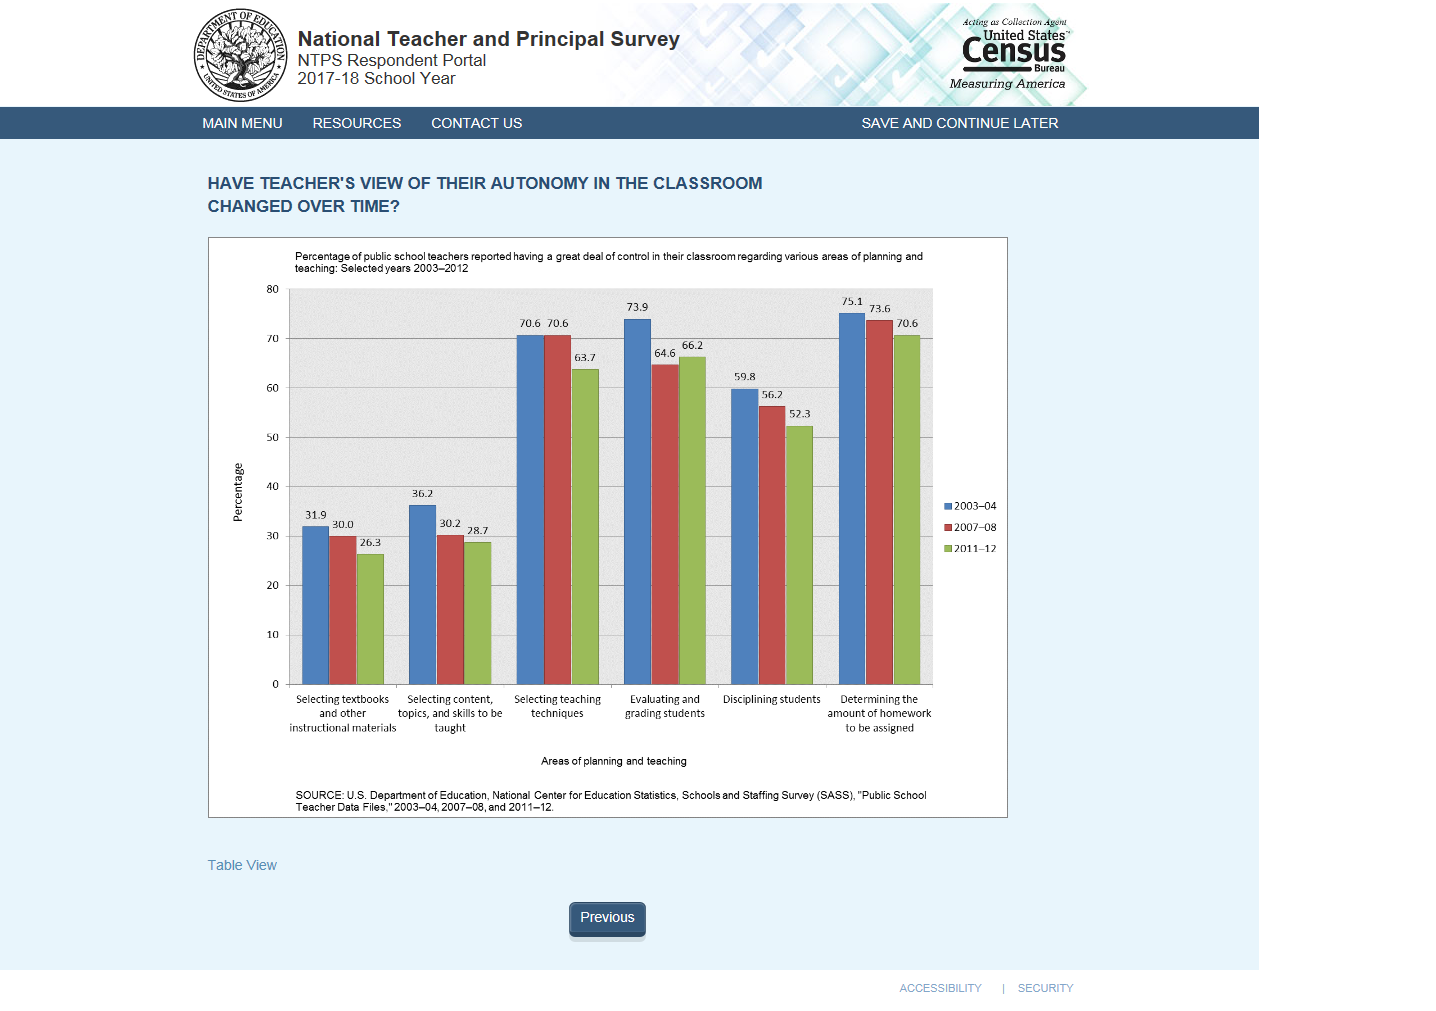 DEPARTMENT OF EDUCATION
UNITED STATES OF AMERICA
National Teacher and Principal Survey
NTPS Respondent Portal
2017-18 School Year
Acting as Collection Agent
United States™
Census
Bureau
Measuring America
MAIN MENU RESOURCES CONTACT US SAVE AND CONTINUE LATER
HAVE TEACHER'S VIEW OF THEIR AUTONOMY IN THE CLASSROOM
CHANGED OVER TIME?
Percentage of public school teachers reported having a great deal of control in their classroom regarding various areas of planning and
teaching: Selected years 2003–2012
Percentage
80
70
60
50
40
30
20
10
0
31.9 30.0 26.3
36.2 30.2 28.7
70.6 70.6 63.7
73.9 64.6 66.2
59.8 56.2 52.3
75.1 73.6 70.6
2003–04
2007–08
2011–12
Selecting textbooks
and other
instructional materials
Selecting content,
topics, and skills to be
taught
Selecting teaching
techniques
Evaluating and
grading students
Disciplining students
Determining the
amount of homework
to be assigned
Areas of planning and teaching
SOURCE: U.S. Department of Education, National Center for Education Statistics, Schools and Staffing Survey (SASS), "Public School
Teacher Data Files," 2003–04, 2007–08, and 2011–12.
Table View
Previous
ACCESSIBILITY | SECURITY